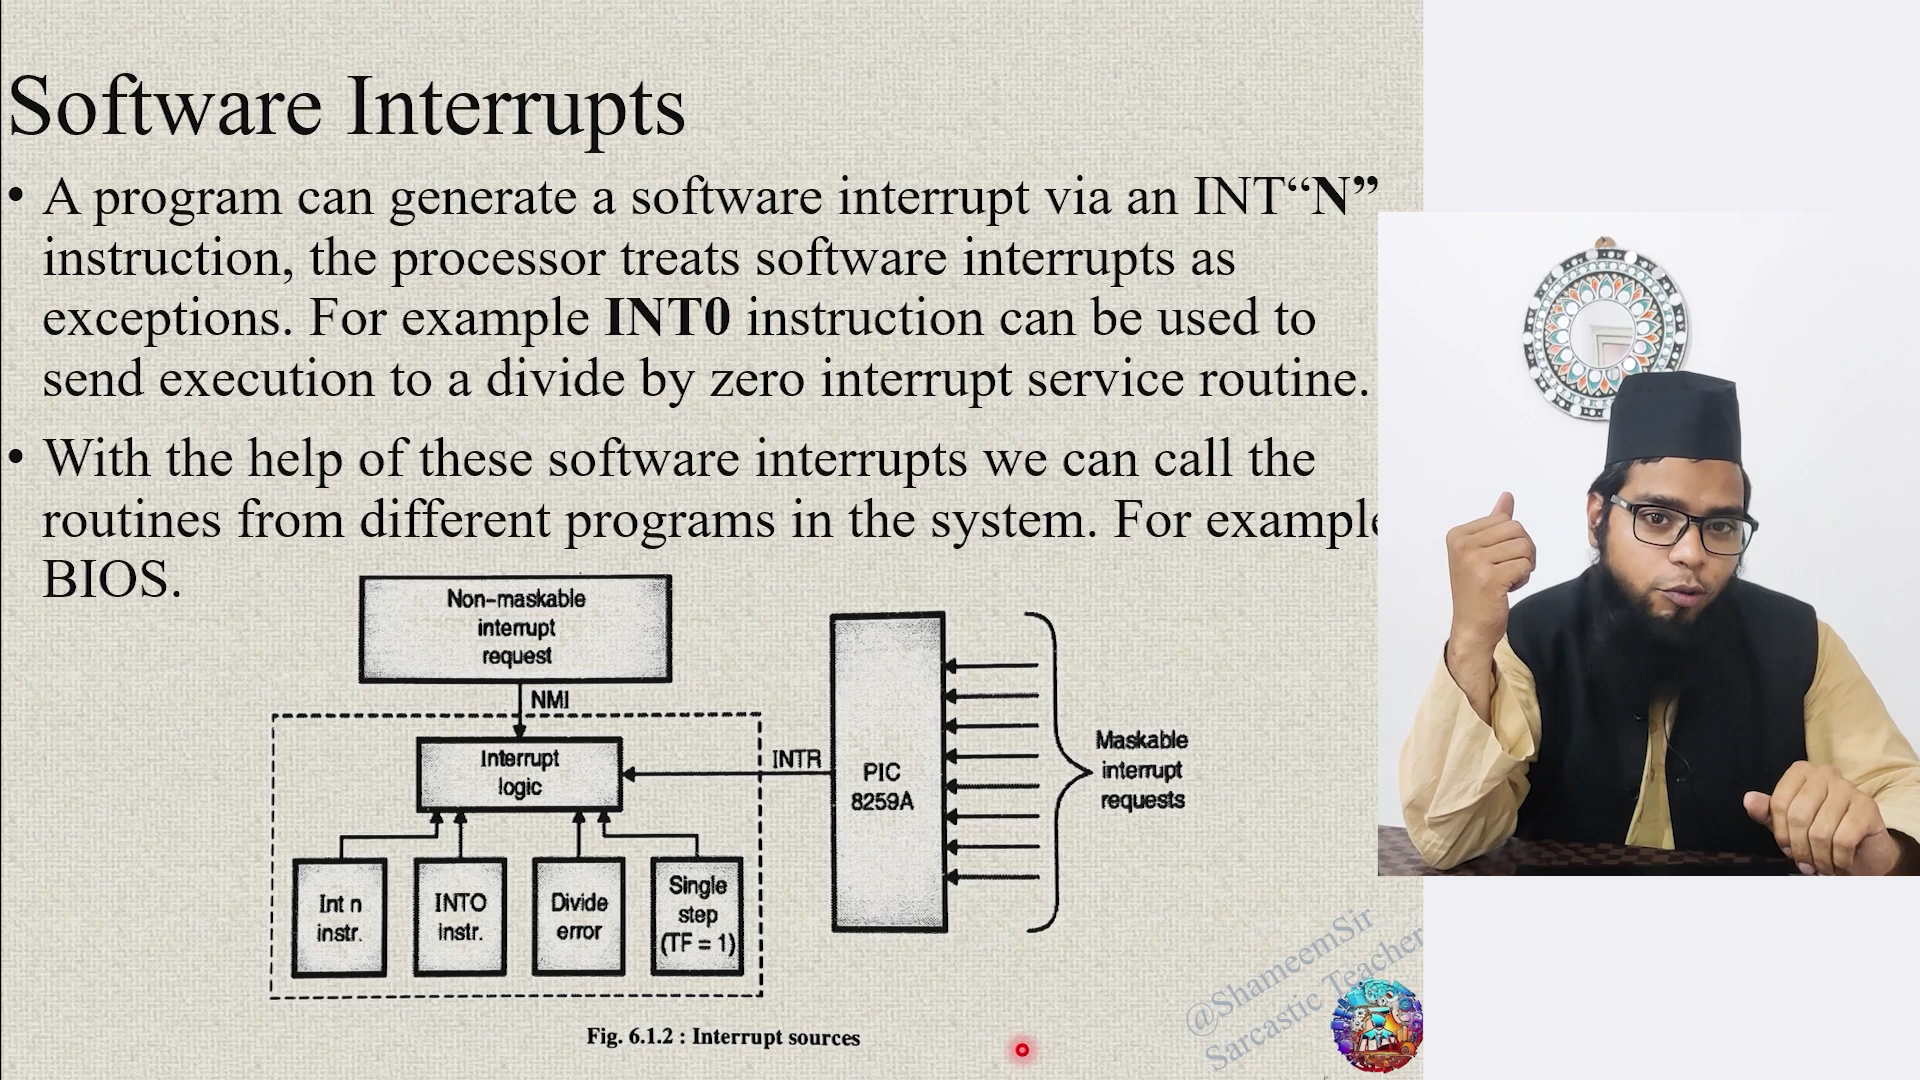 Software Interrupts
• A program can generate a software interrupt via an INT“N”
instruction, the processor treats software interrupts as
exceptions. For example INT0 instruction can be used to
send execution to a divide by zero interrupt service routine.
• With the help of these software interrupts we can call the
routines from different programs in the system. For example
BIOS.
Non-maskable
interrupt
request
NMI
Interrupt
logic
INTR
PIC
8259A
Maskable
interrupt
requests
Int n
instr.
INTO
instr.
Divide
error
Single
step
(TF = 1)
Fig. 6.1.2 : Interrupt sources
@ShameemSir
Sarcastic Teacher